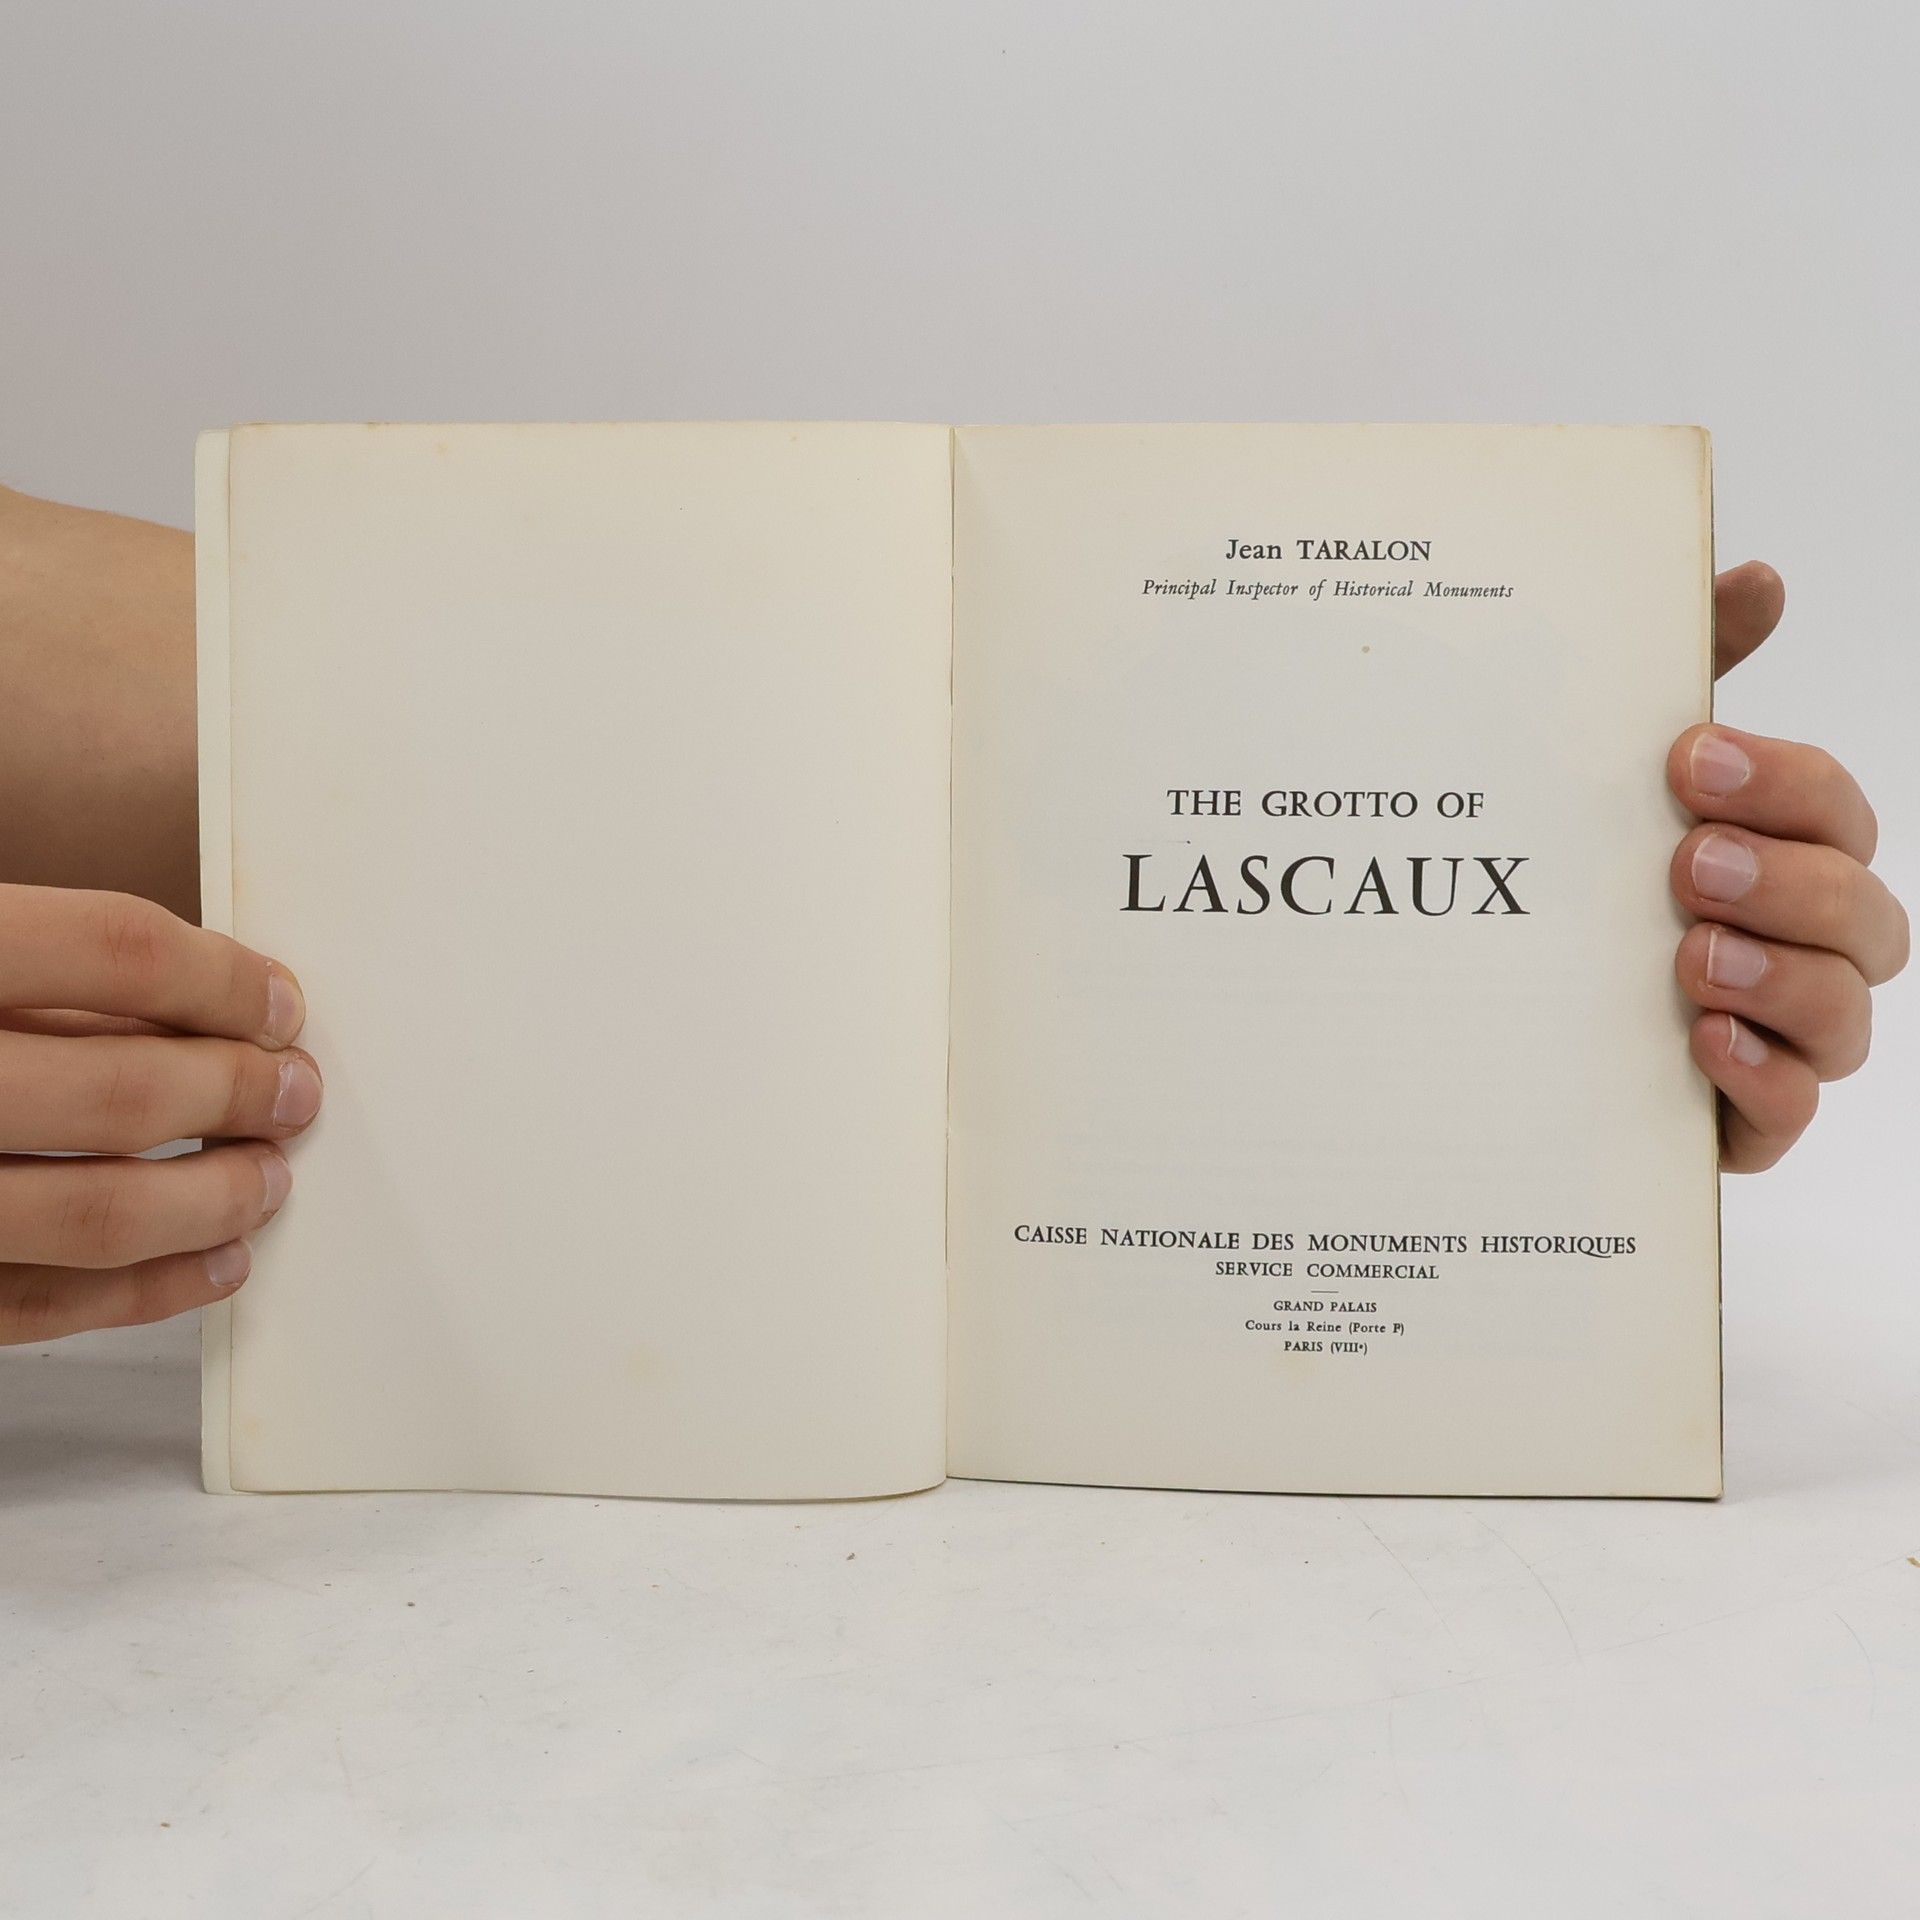 Jean TARALON
Principal Inspector of Historical Monuments
THE GROTTO OF
LASCAUX
CAISSE NATIONALE DES MONUMENTS HISTORIQUES
SERVICE COMMERCIAL
GRAND PALAIS
Cours la Reine (Porte F)
PARIS (VIIIᵉ)